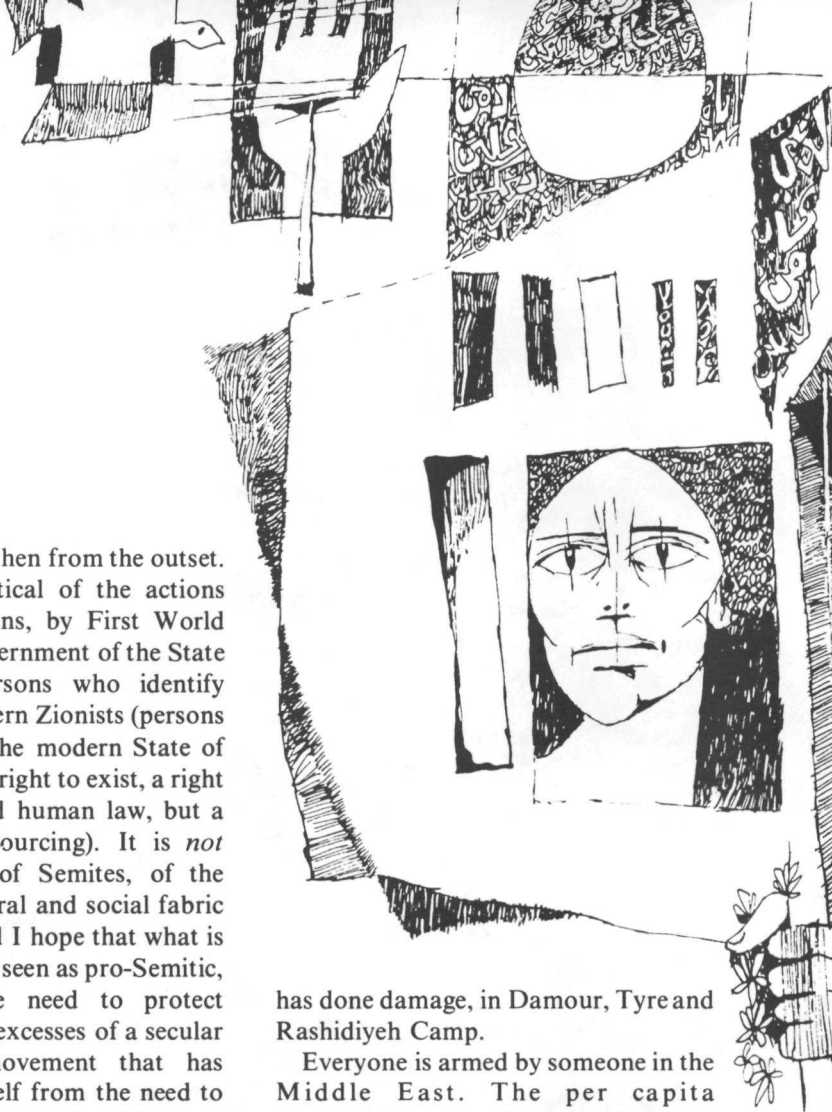 hen from the outset.
tical of the actions
ns, by First World
ernment of the State
rsons who identify
ern Zionists (persons
he modern State of
right to exist, a right
d human law, but a
ourcing). It is not
of Semites, of the
ral and social fabric
I hope that what is
seen as pro-Semitic,
e need to protect
excesses of a secular
ovement that has
elf from the need to
has done damage, in Damour, Tyre and
Rashidiyeh Camp.
Everyone is armed by someone in the
Middle East. The per capita